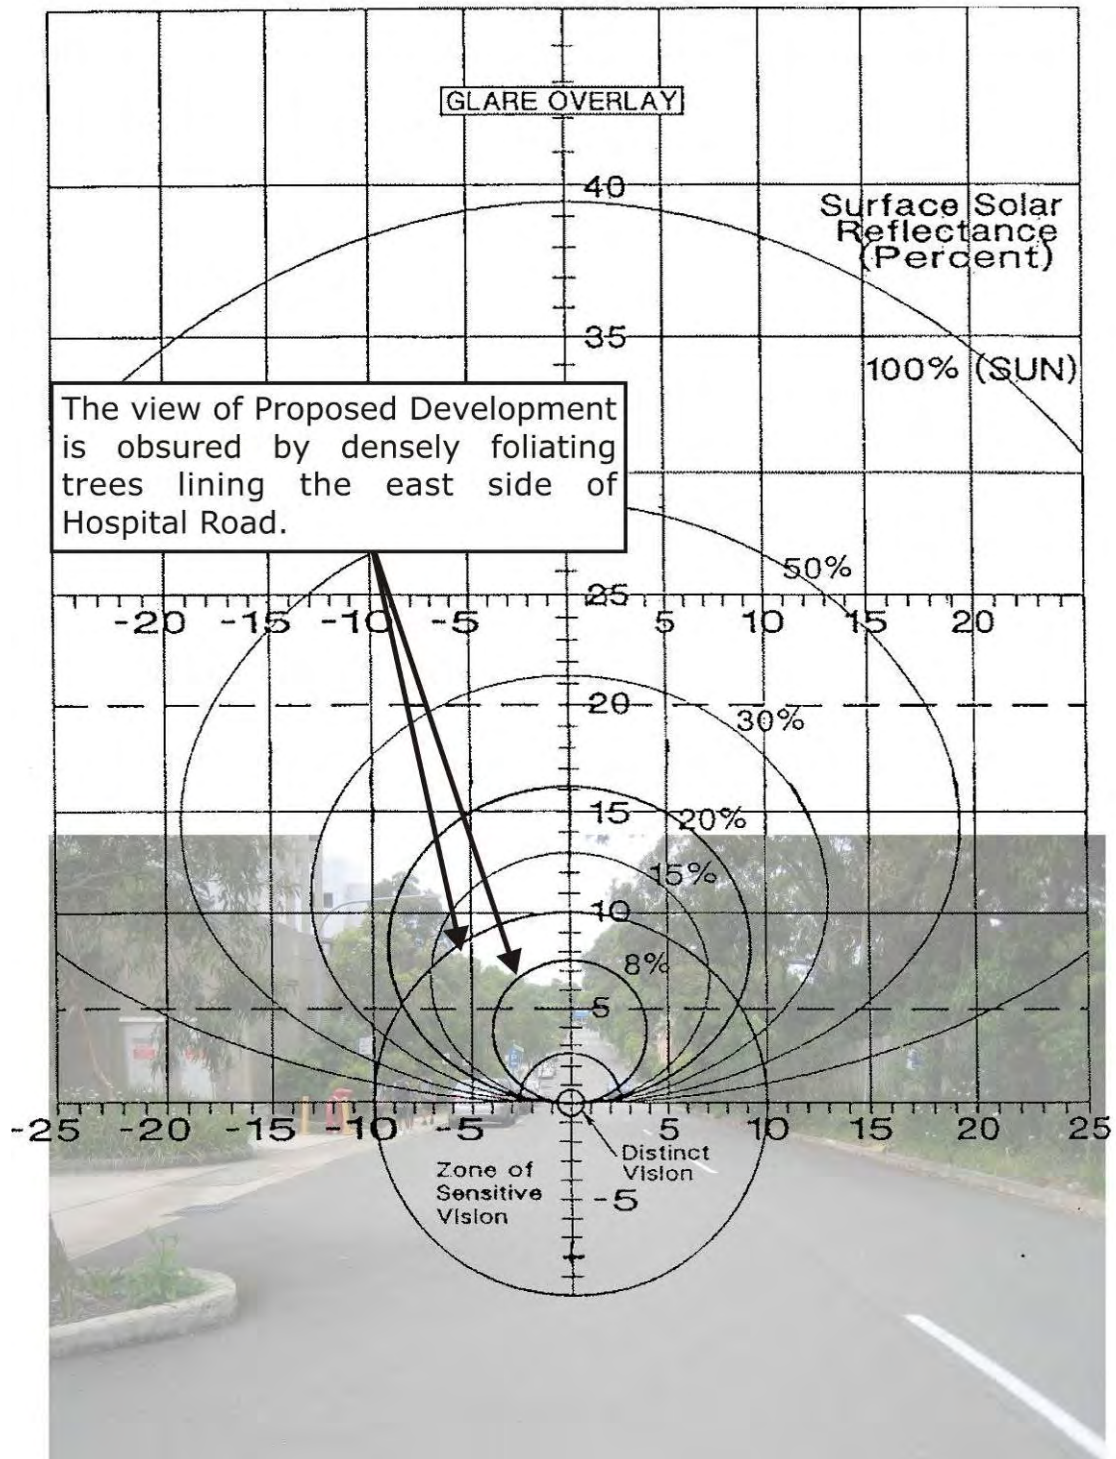 GLARE OVERLAY
40
Surface Solar
Reflectance
(Percent)
35
100% (SUN)
The view of Proposed Development
is obsured by densely foliating
trees lining the east side of
Hospital Road.
50%
25
-20 -15 -10 -5 5 10 15 20
20
30%
15
20%
15%
10
8%
5
-25 -20 -15 -10 -5 5 10 15 20 25
Distinct
Vision
Zone of
Sensitive
Vision
-5